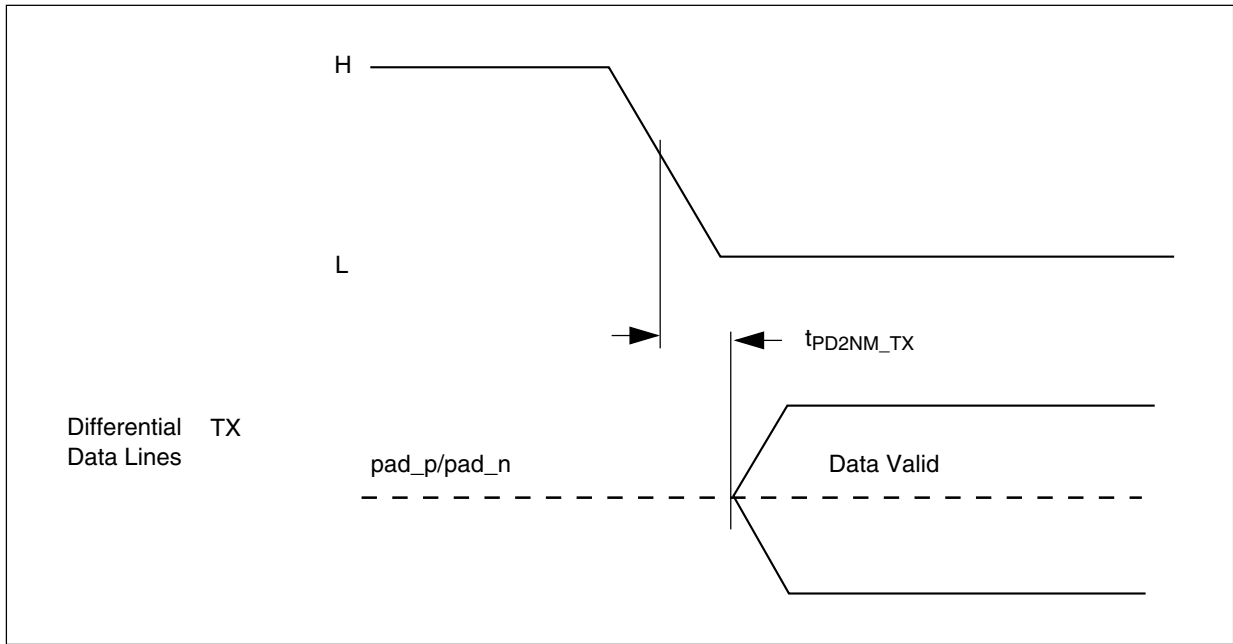 H
L
tPD2NM_TX
Differential TX
Data Lines
pad_p/pad_n
Data Valid